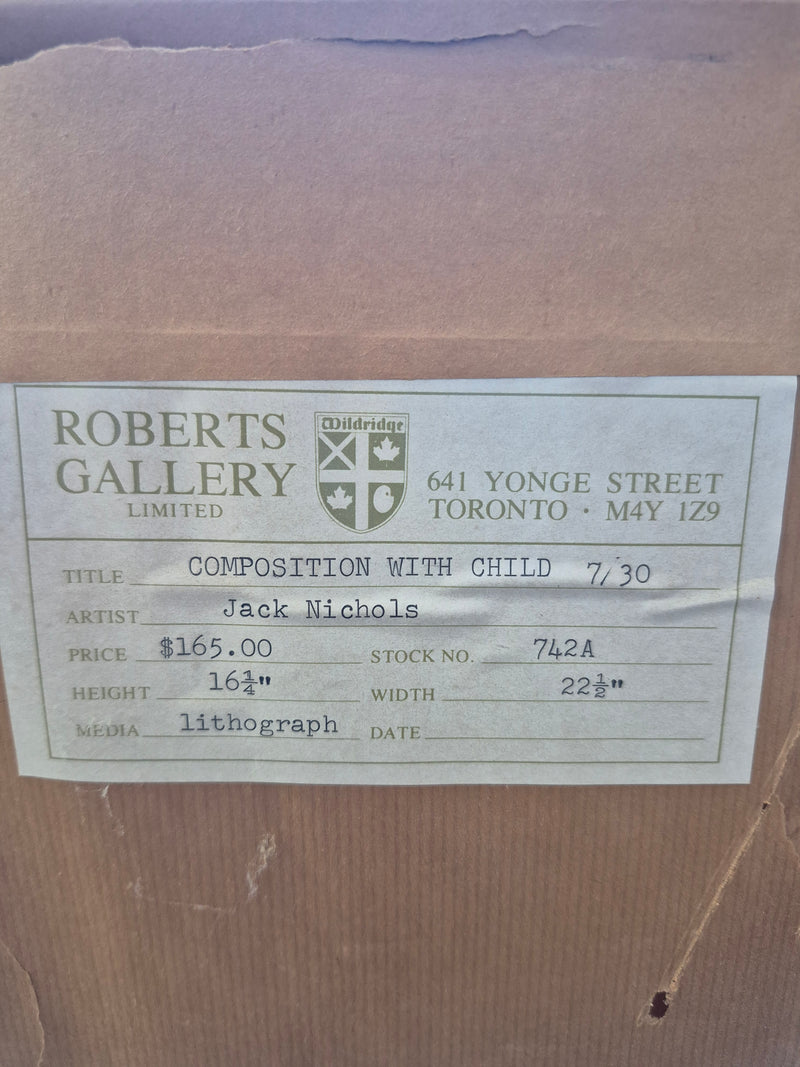 ROBERTS
GALLERY
LIMITED
Wildridge
641 YONGE STREET
TORONTO · M4Y 1Z9
TITLE COMPOSITION WITH CHILD 7/30
ARTIST Jack Nichols
PRICE $165.00 STOCK NO. 742A
HEIGHT 16¼" WIDTH 22½"
MEDIA lithograph DATE